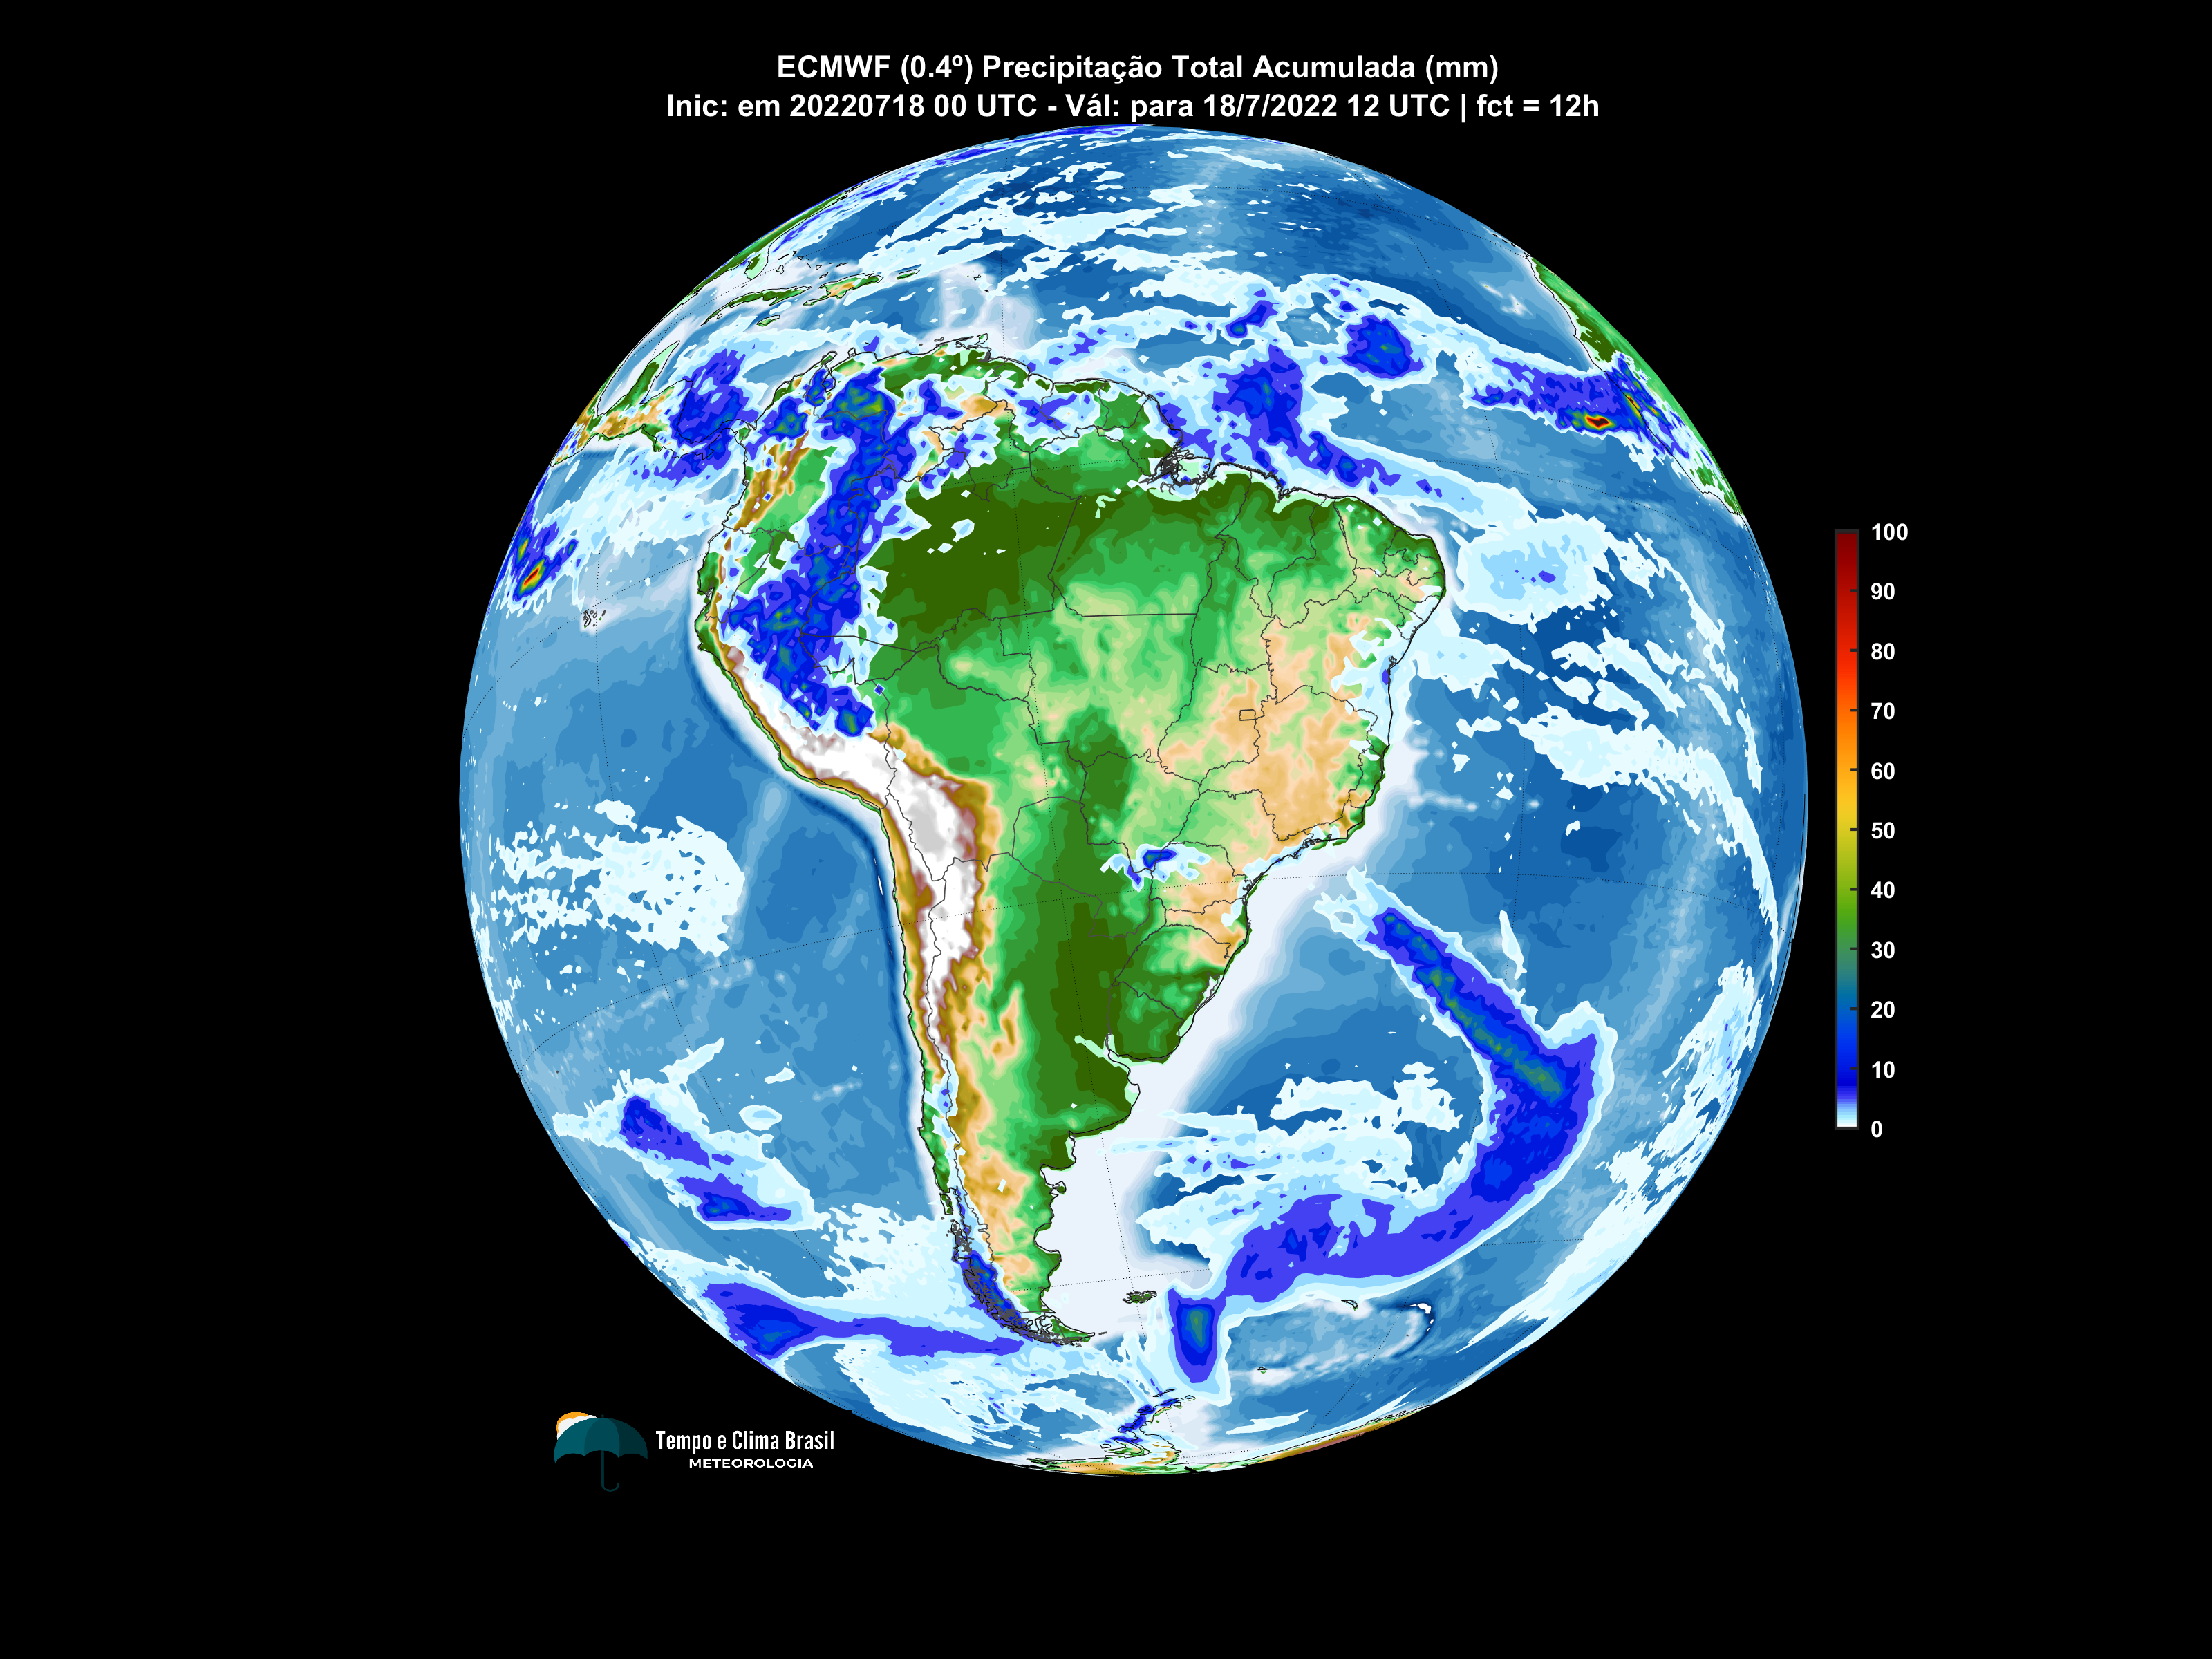 ECMWF (0.4º) Precipitação Total Acumulada (mm)
Inic: em 20220718 00 UTC - Vál: para 18/7/2022 12 UTC | fct = 12h
100
90
80
70
60
50
40
30
20
10
0
Tempo e Clima Brasil
METEOROLOGIA